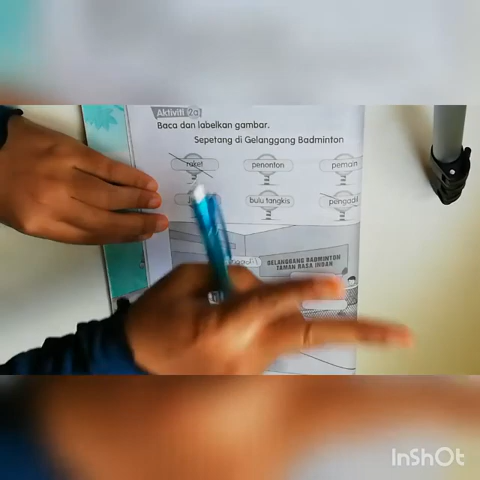 Aktiviti 2a
Baca dan labelkan gambar.
Sepetang di Gelanggang Badminton
raket penonton pemain
bulu tangkis pengadil
GELANGGANG BADMINTON
TAMAN RASA INDAH
InShOt